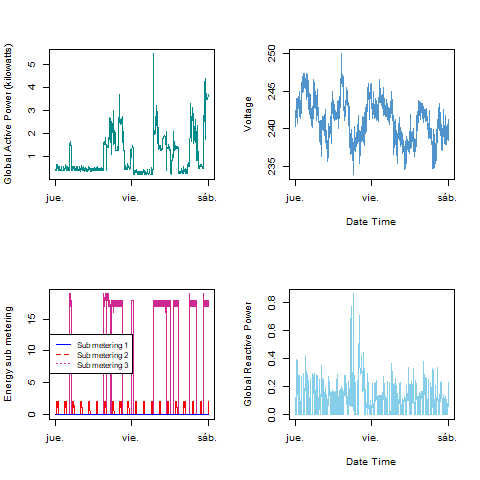 Global Active Power (kilowatts)
5
4
3
2
1
jue.
vie.
sáb.
Voltage
250
245
240
235
jue.
vie.
sáb.
Date Time
Energy sub metering
15
10
5
0
Sub metering 1
Sub metering 2
Sub metering 3
jue.
vie.
sáb.
Global Reactive Power
0.8
0.6
0.4
0.2
0.0
jue.
vie.
sáb.
Date Time